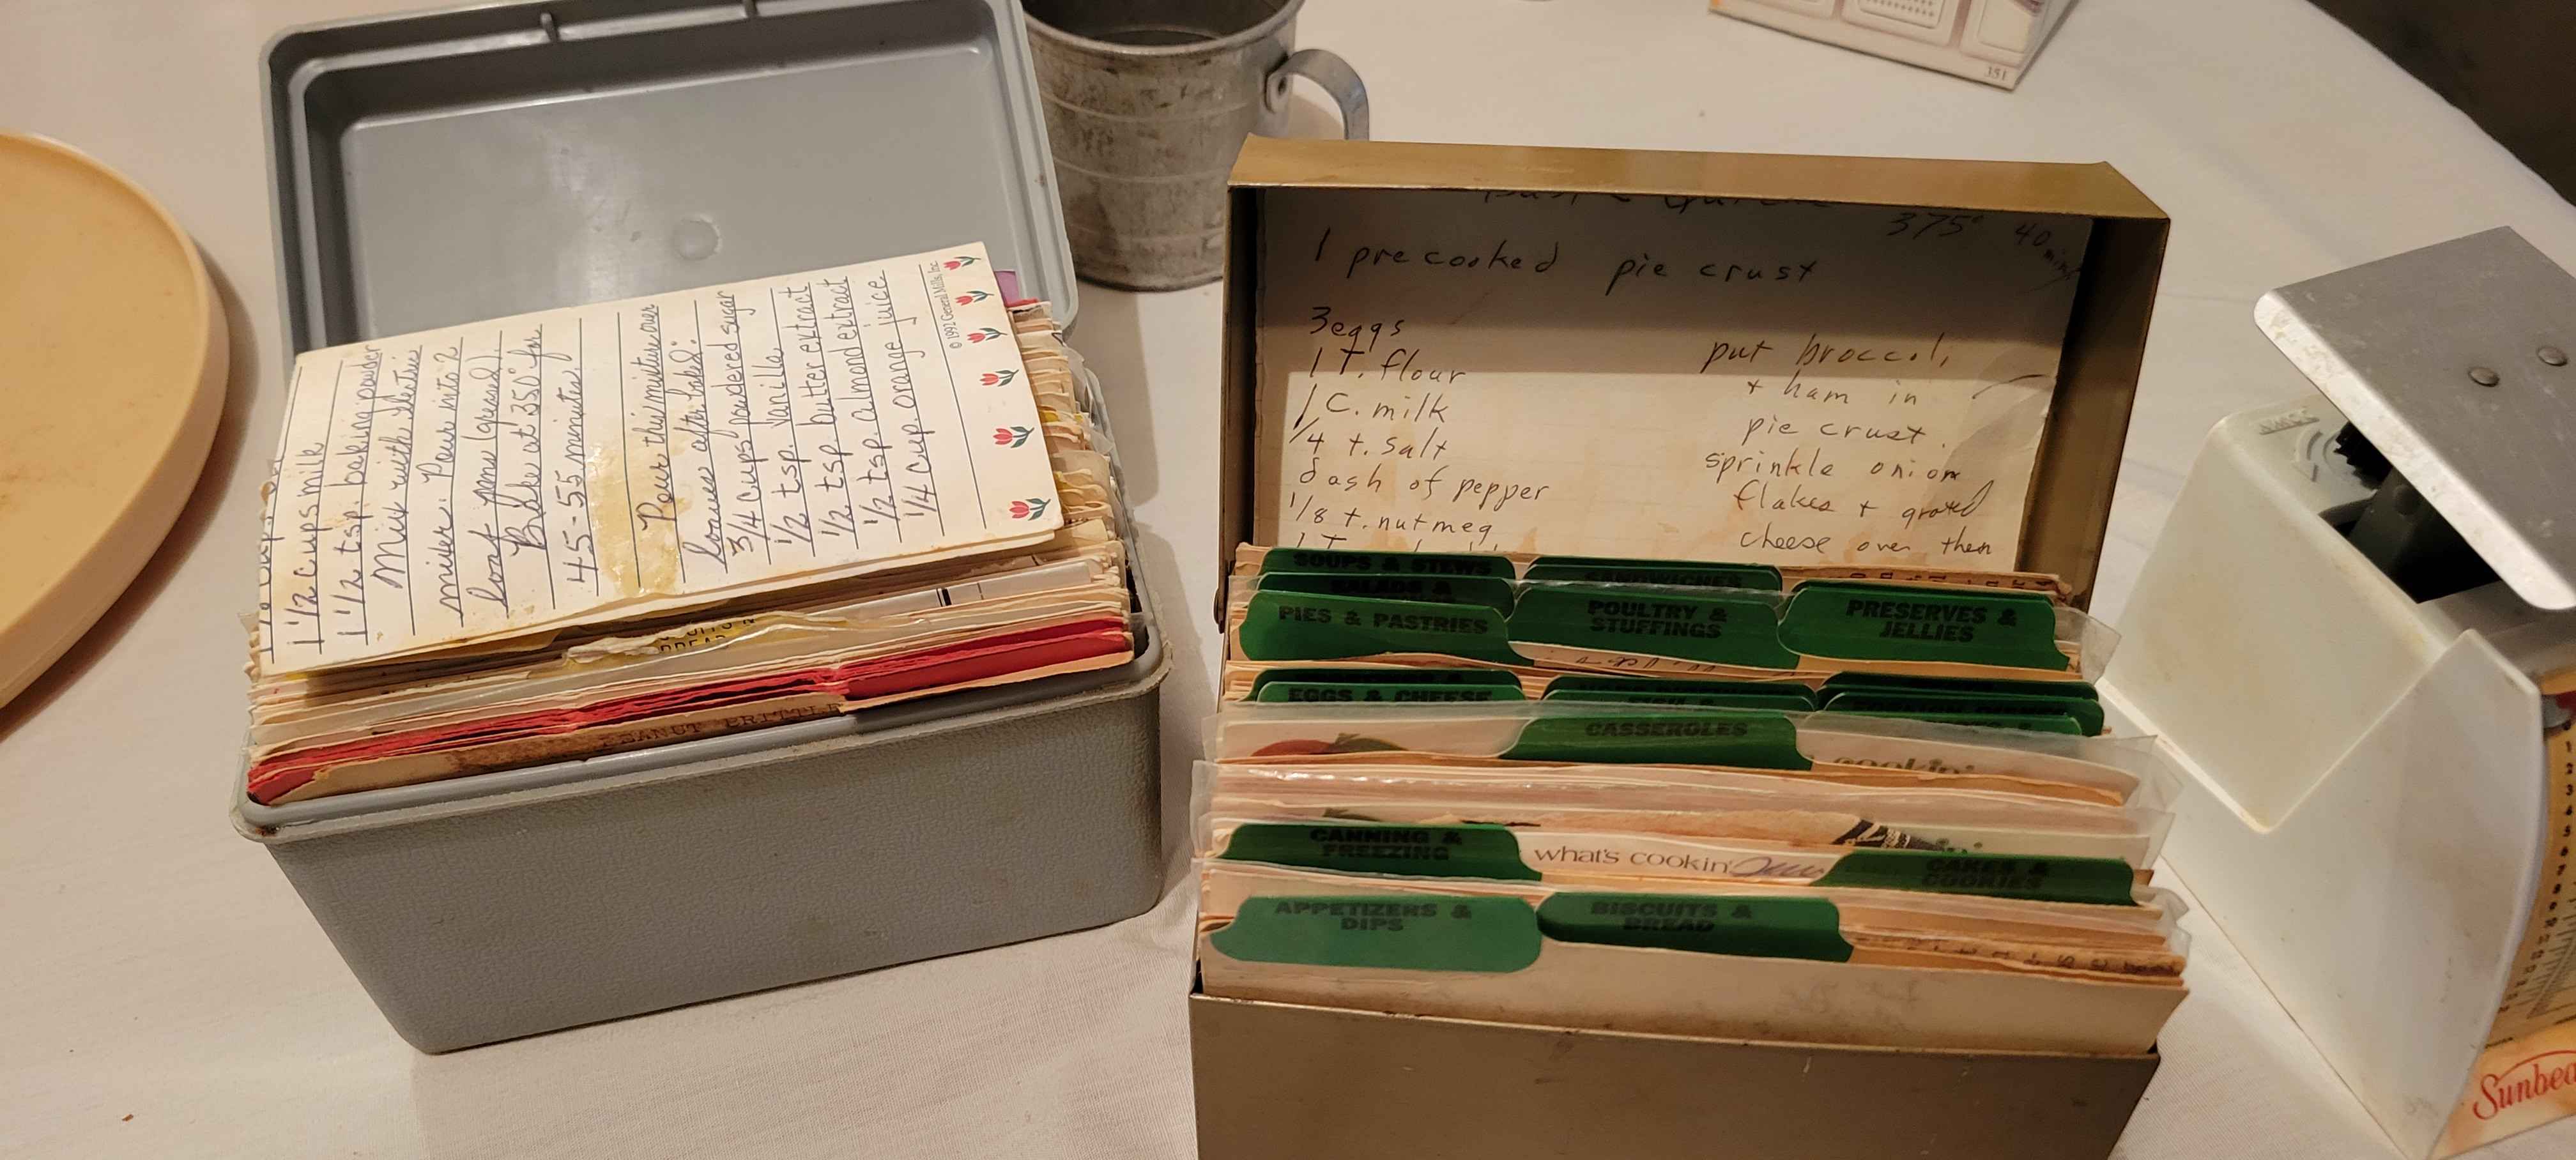 1 1/2 cups milk
1 1/2 tsp. baking powder
Mix with electric
mixer. Pour into 2
loaf pans (greased).
Bake at 350° for
45-55 minutes.
Pour this mixture over
loaves after baked:
3/4 cups powdered sugar
1/2 tsp. vanilla
1/2 tsp. butter extract
1/2 tsp. almond extract
1/4 cup orange juice
© 1992 General Mills, Inc.
PEANUT BRITTLE
375° 40 min
1 precooked pie crust
3 eggs
1 T. flour
1 C. milk
1/4 t. salt
dash of pepper
1/8 t. nutmeg
put broccoli
+ ham in
pie crust.
sprinkle onion
flakes + grated
cheese over them
SOUPS & STEWS
SANDWICHES
SALADS &
PIES & PASTRIES
POULTRY &
STUFFINGS
PRESERVES &
JELLIES
EGGS & CHEESE
FISH &
CASSEROLES
cookin'
CANNING &
FREEZING
what's cookin'
CAKES &
COOKIES
APPETIZERS &
DIPS
BISCUITS &
BREAD
351
Sunbea